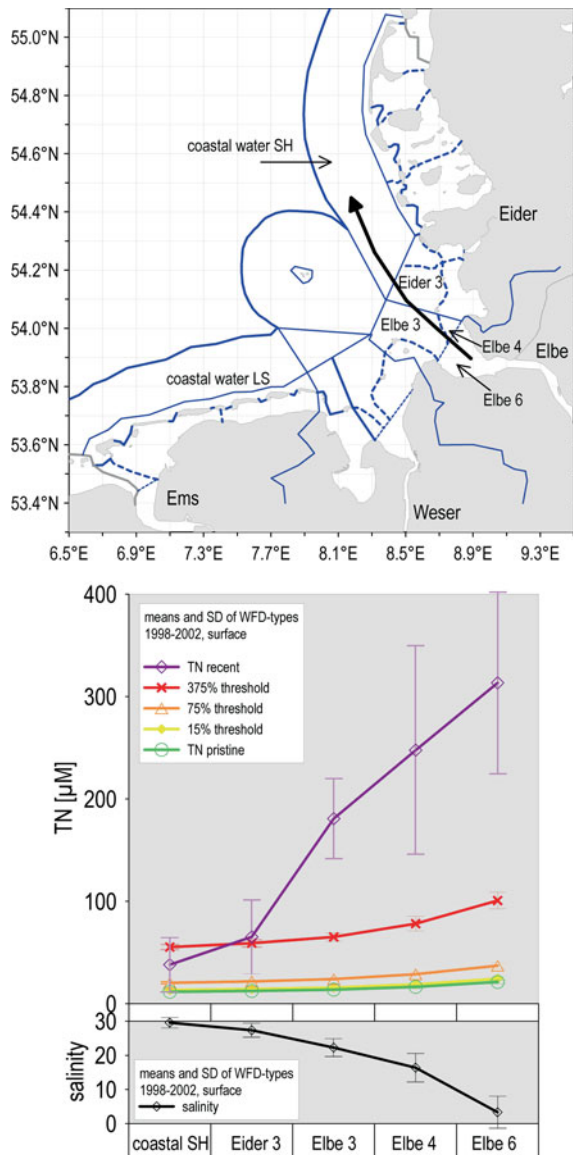 55.0°N
54.8°N
54.6°N
54.4°N
54.2°N
54.0°N
53.8°N
53.6°N
53.4°N
coastal water SH
Eider
Eider 3
Elbe 3
Elbe 4
Elbe
Elbe 6
coastal water LS
Ems
Weser
6.5°E 6.9°E 7.3°E 7.7°E 8.1°E 8.5°E 8.9°E 9.3°E
400
300
200
100
0
TN [µM]
means and SD of WFD-types
1998-2002, surface
TN recent
375% threshold
75% threshold
15% threshold
TN pristine
30
20
10
0
salinity
means and SD of WFD-types
1998-2002, surface
salinity
coastal SH Eider 3 Elbe 3 Elbe 4 Elbe 6